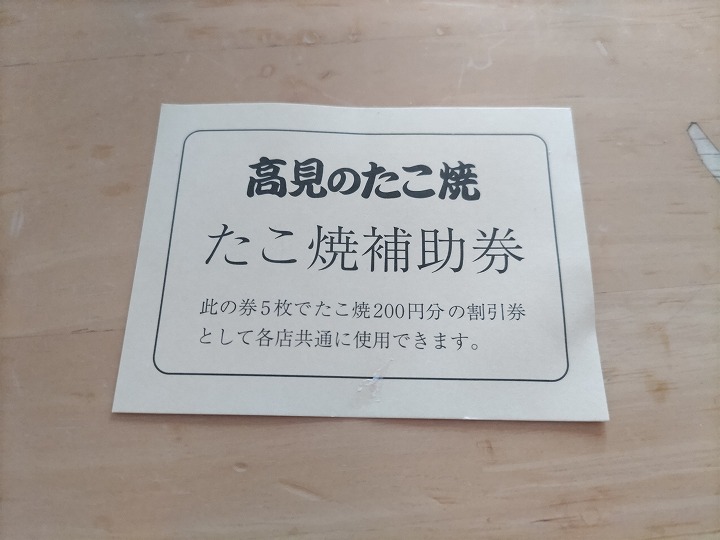 高見のたこ焼
たこ焼補助券
此の券5枚でたこ焼200円分の割引券
として各店共通に使用できます。